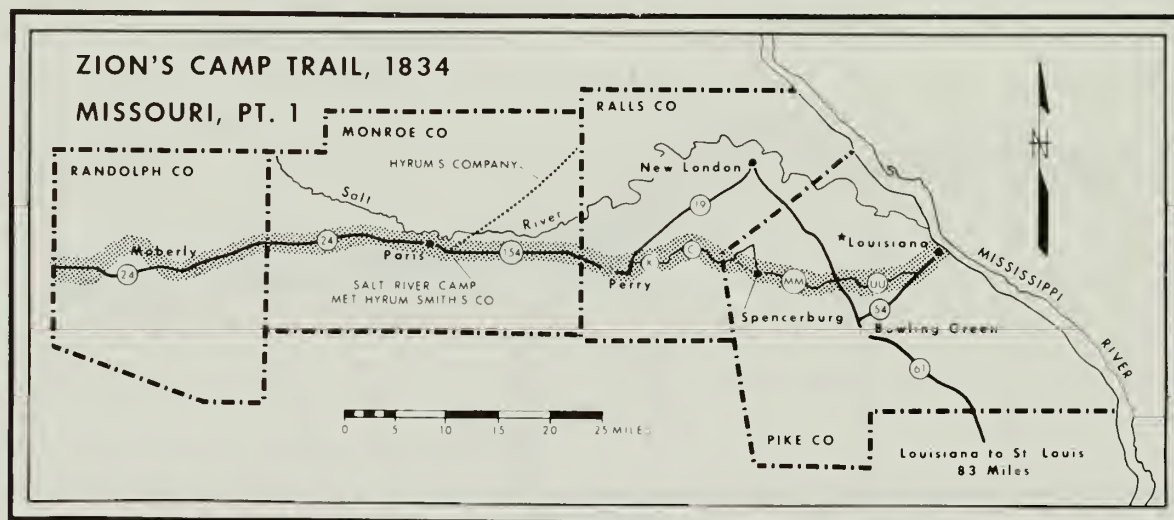 ZION'S CAMP TRAIL, 1834
MISSOURI, PT. 1
RANDOLPH CO
MONROE CO
RALLS CO
HYRUMS COMPANY
New London
Salt
River
19
Moberly
24
24
Paris
154
Perry
K
C
Louisiana
MISSISSIPPI
RIVER
SALT RIVER CAMP
MET HYRUM SMITHS CO
Spencerburg
MM
UU
54
Bowling Green
61
0 5 10 15 20 25 MILES
PIKE CO
Louisiana to St Louis
83 Miles
N